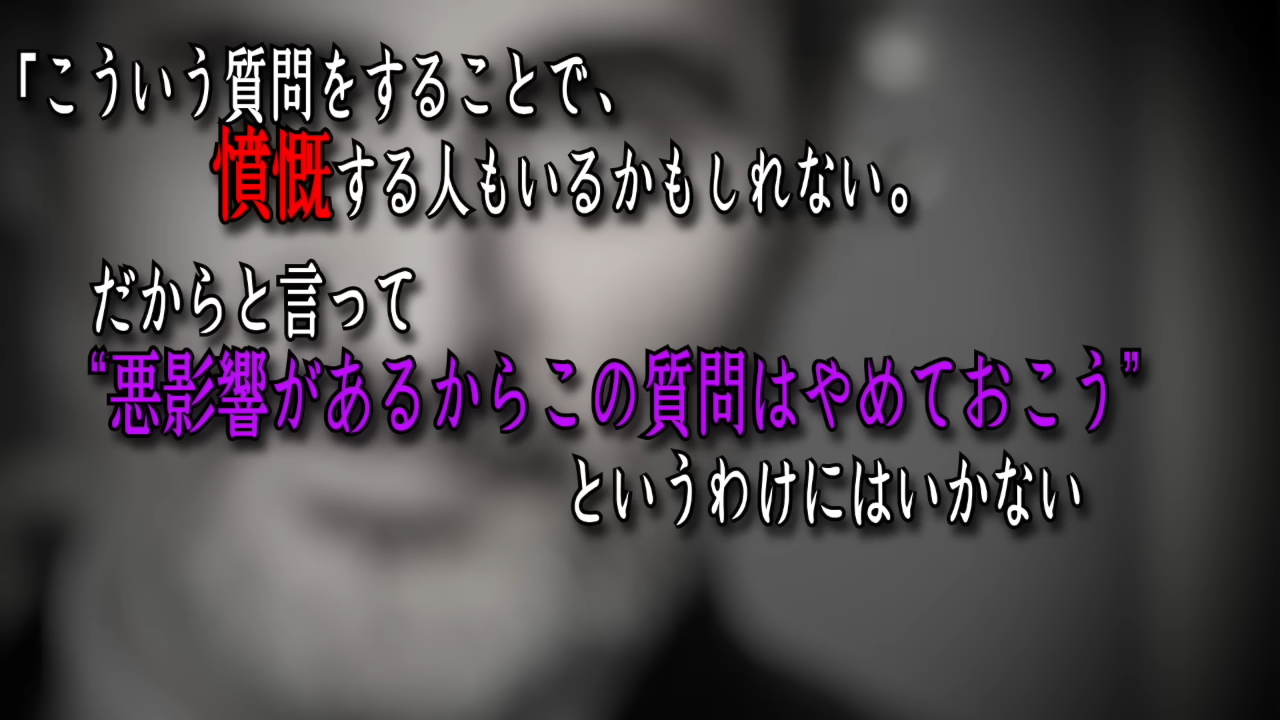 「こういう質問をすることで、
憤慨する人もいるかもしれない。
だからと言って
“悪影響があるからこの質問はやめておこう”
というわけにはいかない